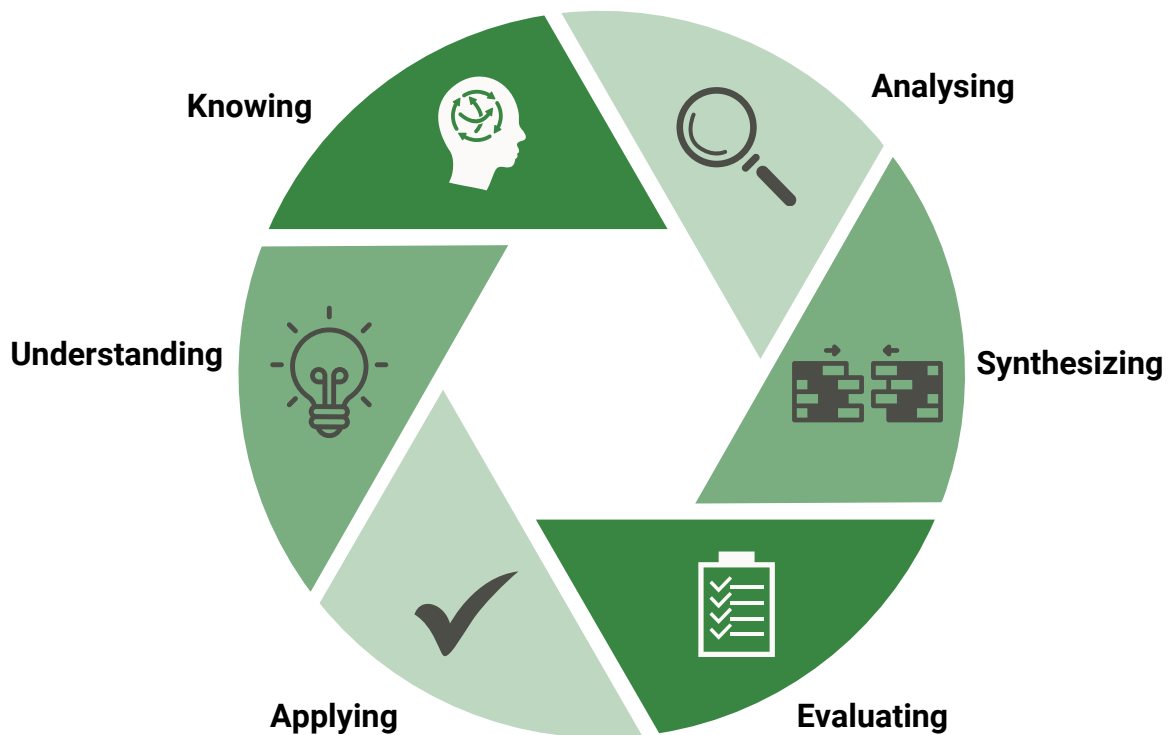 Analysing
Knowing
Understanding
Synthesizing
Applying
Evaluating